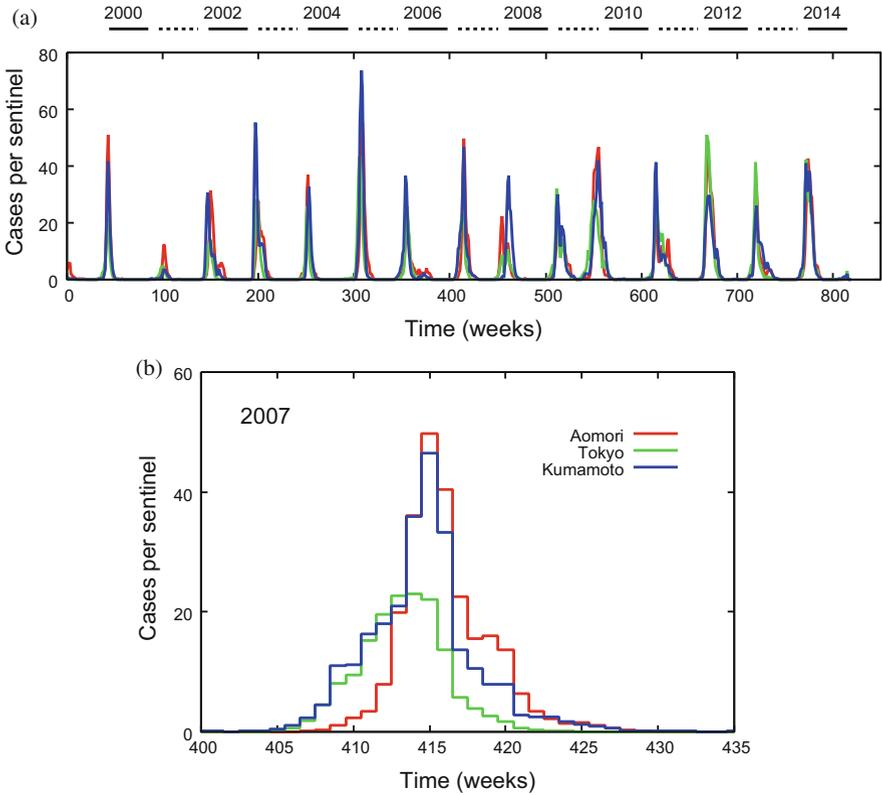 (a)
2000 2002 2004 2006 2008 2010 2012 2014
Cases per sentinel
80
60
40
20
0
0 100 200 300 400 500 600 700 800
Time (weeks)
(b)
60
40
20
0
2007
Aomori
Tokyo
Kumamoto
Cases per sentinel
400 405 410 415 420 425 430 435
Time (weeks)